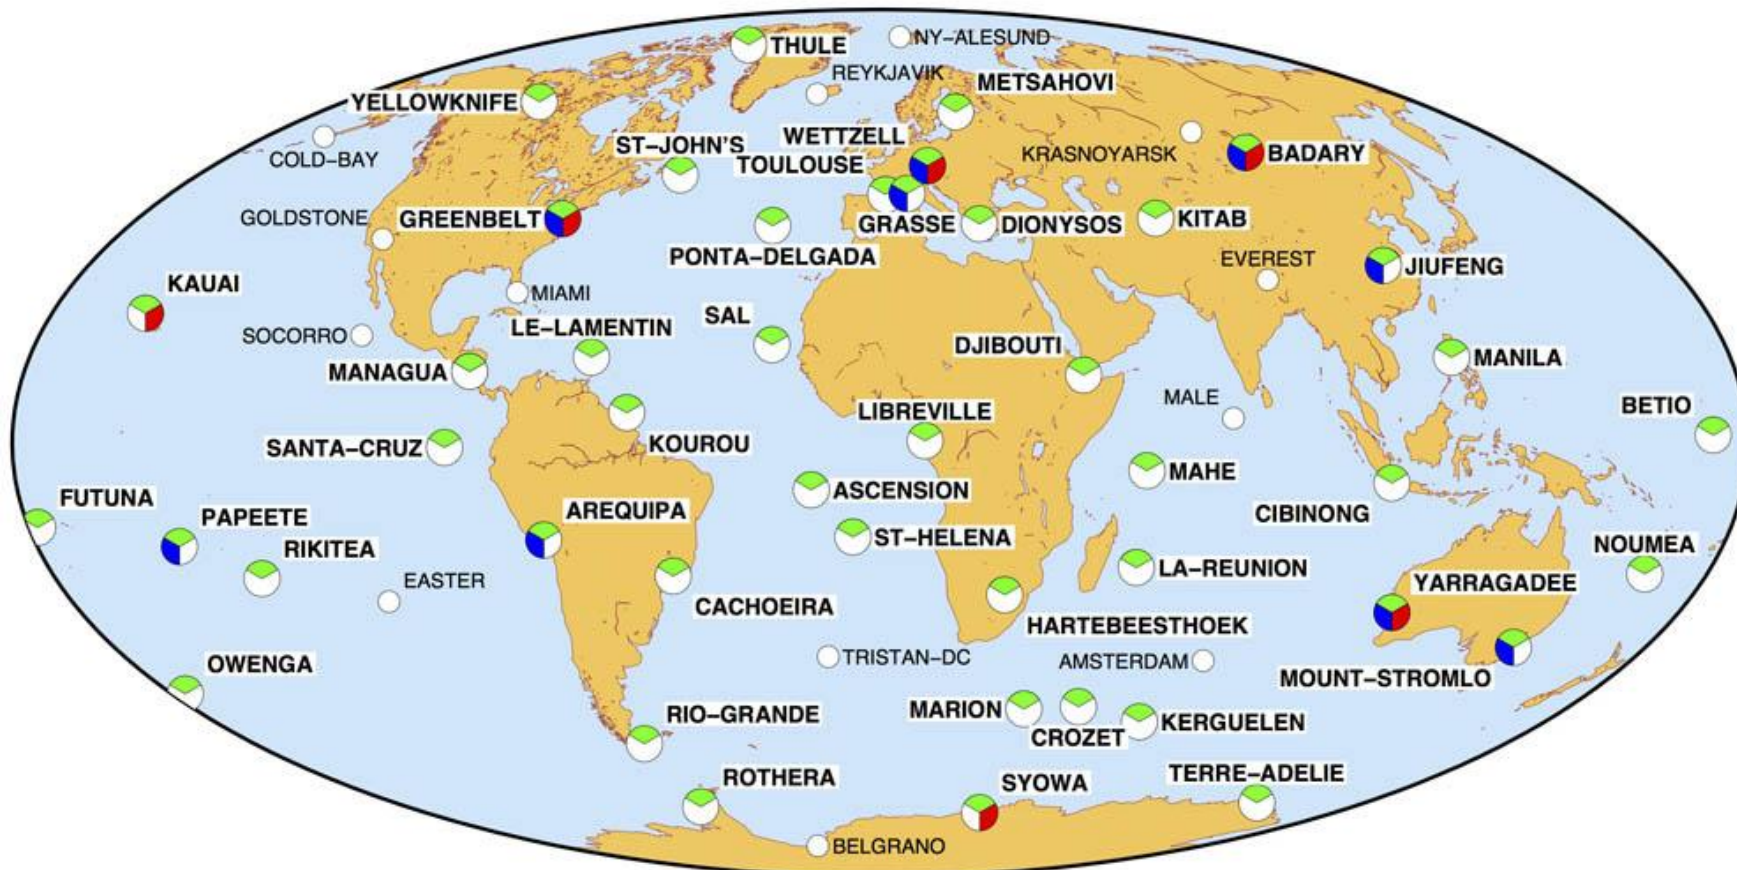 THULE
NY-ALESUND
REYKJAVIK
METSAHOVI
YELLOWKNIFE
COLD-BAY
ST-JOHN'S
WETTZELL
TOULOUSE
KRASNOYARSK
BADARY
GOLDSTONE
GREENBELT
GRASSE
DIONYSOS
KITAB
PONTA-DELGADA
EVEREST
JIUFENG
KAUAI
MIAMI
SOCORRO
LE-LAMENTIN
SAL
DJIBOUTI
MANILA
MANAGUA
MALE
BETIO
LIBREVILLE
SANTA-CRUZ
KOUROU
MAHE
FUTUNA
PAPEETE
RIKITEA
AREQUIPA
ASCENSION
ST-HELENA
CIBINONG
NOUMEA
EASTER
CACHOEIRA
LA-REUNION
YARRAGADEE
HARTEBEESTHOEK
OWENGA
TRISTAN-DC
AMSTERDAM
MOUNT-STROMLO
RIO-GRANDE
MARION
CROZET
KERGUELEN
ROTHERA
SYOWA
TERRE-ADELIE
BELGRANO